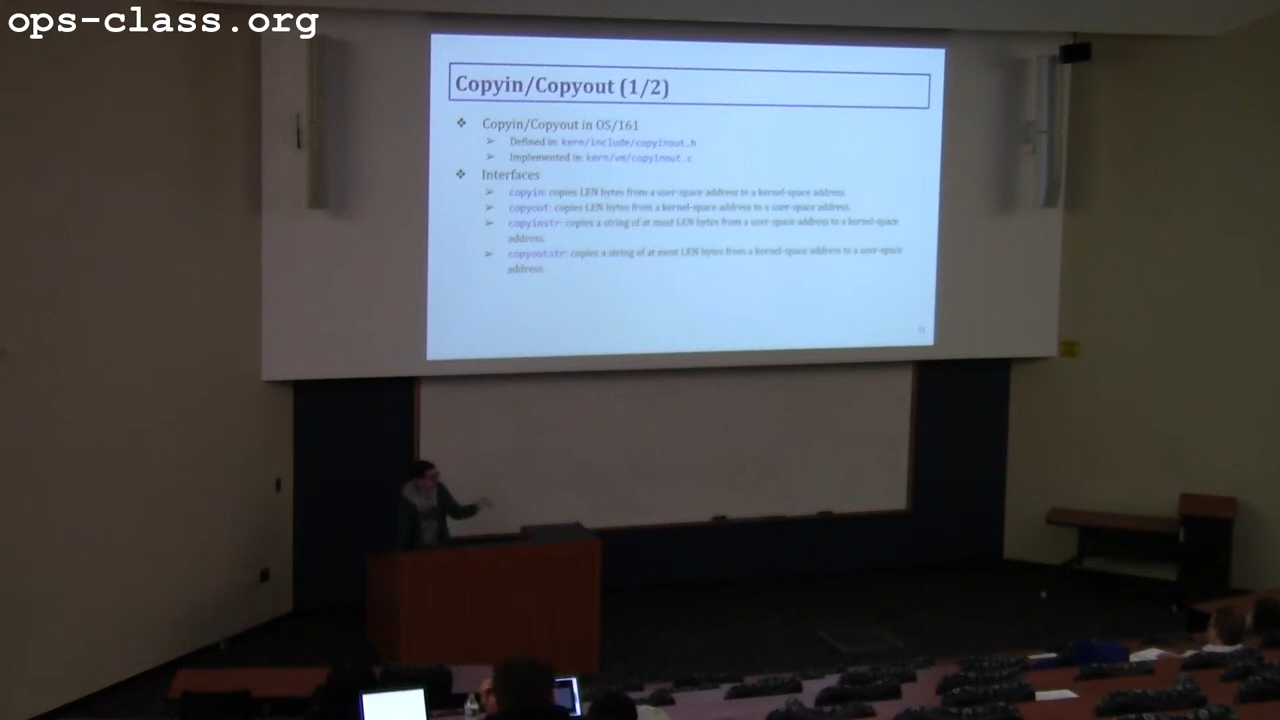 ops-class.org
Copyin/Copyout (1/2)
❖ Copyin/Copyout in OS/161
➢ Defined in: kern/include/copyinout.h
➢ Implemented in: kern/vm/copyinout.c
❖ Interfaces
➢ copyin: copies LEN bytes from a user-space address to a kernel-space address.
➢ copyout: copies LEN bytes from a kernel-space address to a user-space address.
➢ copyinstr: copies a string of at most LEN bytes from a user-space address to a kernel-space
address.
➢ copyoutstr: copies a string of at most LEN bytes from a kernel-space address to a user-space
address.